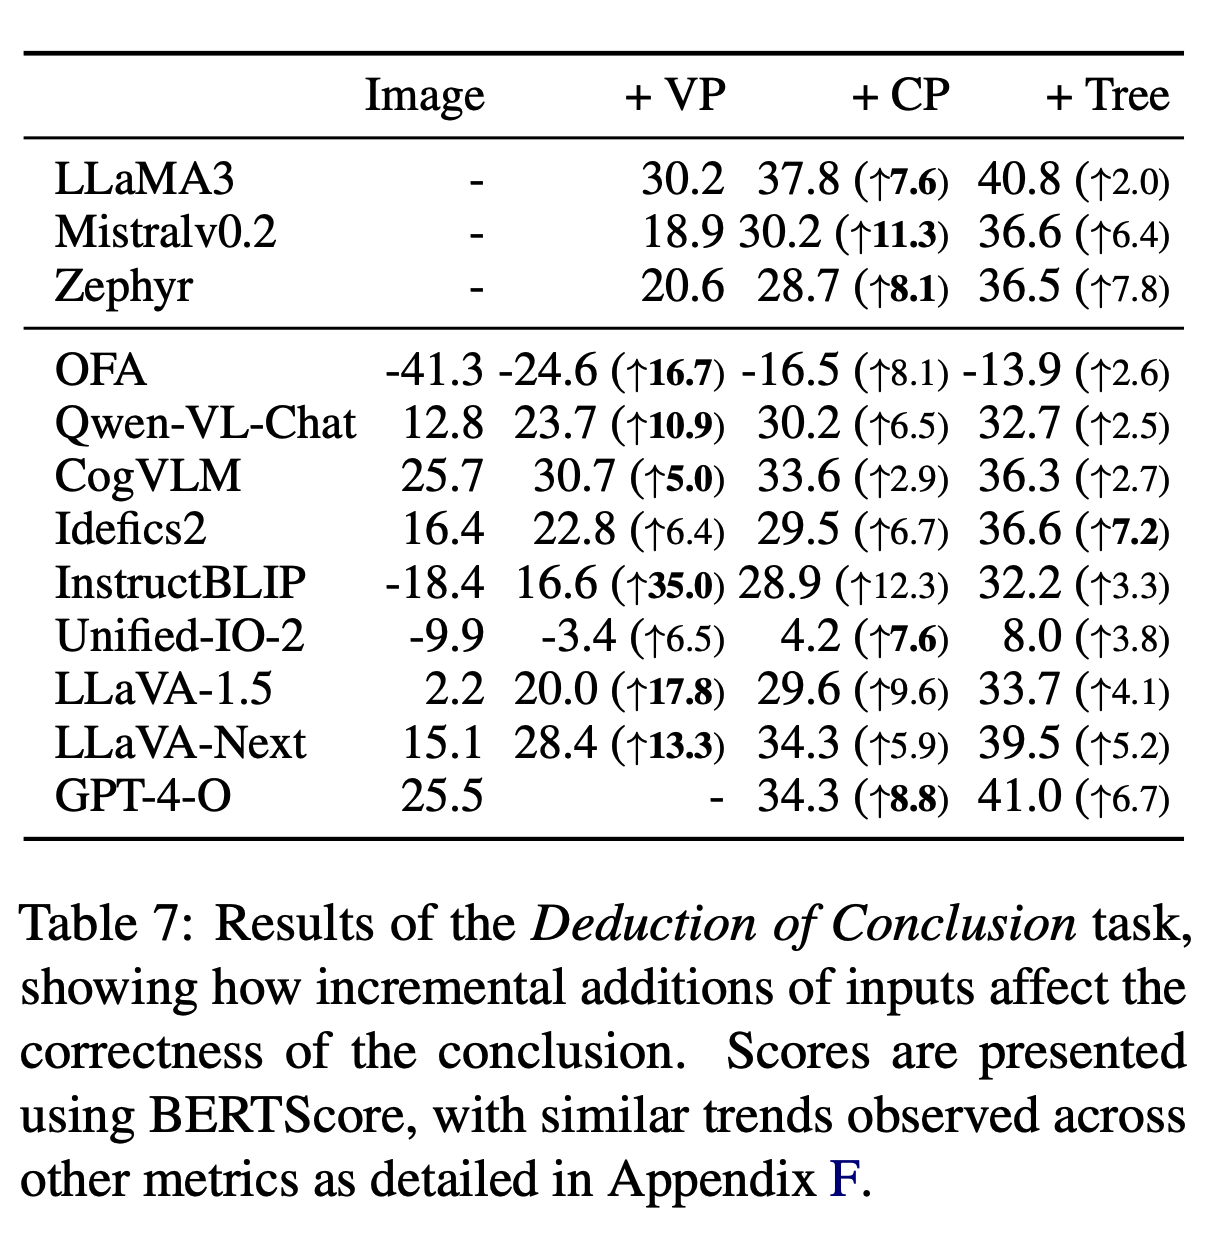 Image + VP + CP + Tree
LLaMA3 - 30.2 37.8 (↑7.6) 40.8 (↑2.0)
Mistralv0.2 - 18.9 30.2 (↑11.3) 36.6 (↑6.4)
Zephyr - 20.6 28.7 (↑8.1) 36.5 (↑7.8)
OFA -41.3 -24.6 (↑16.7) -16.5 (↑8.1) -13.9 (↑2.6)
Qwen-VL-Chat 12.8 23.7 (↑10.9) 30.2 (↑6.5) 32.7 (↑2.5)
CogVLM 25.7 30.7 (↑5.0) 33.6 (↑2.9) 36.3 (↑2.7)
Idefics2 16.4 22.8 (↑6.4) 29.5 (↑6.7) 36.6 (↑7.2)
InstructBLIP -18.4 16.6 (↑35.0) 28.9 (↑12.3) 32.2 (↑3.3)
Unified-IO-2 -9.9 -3.4 (↑6.5) 4.2 (↑7.6) 8.0 (↑3.8)
LLaVA-1.5 2.2 20.0 (↑17.8) 29.6 (↑9.6) 33.7 (↑4.1)
LLaVA-Next 15.1 28.4 (↑13.3) 34.3 (↑5.9) 39.5 (↑5.2)
GPT-4-O 25.5 - 34.3 (↑8.8) 41.0 (↑6.7)
Table 7: Results of the Deduction of Conclusion task,
showing how incremental additions of inputs affect the
correctness of the conclusion. Scores are presented
using BERTScore, with similar trends observed across
other metrics as detailed in Appendix F.